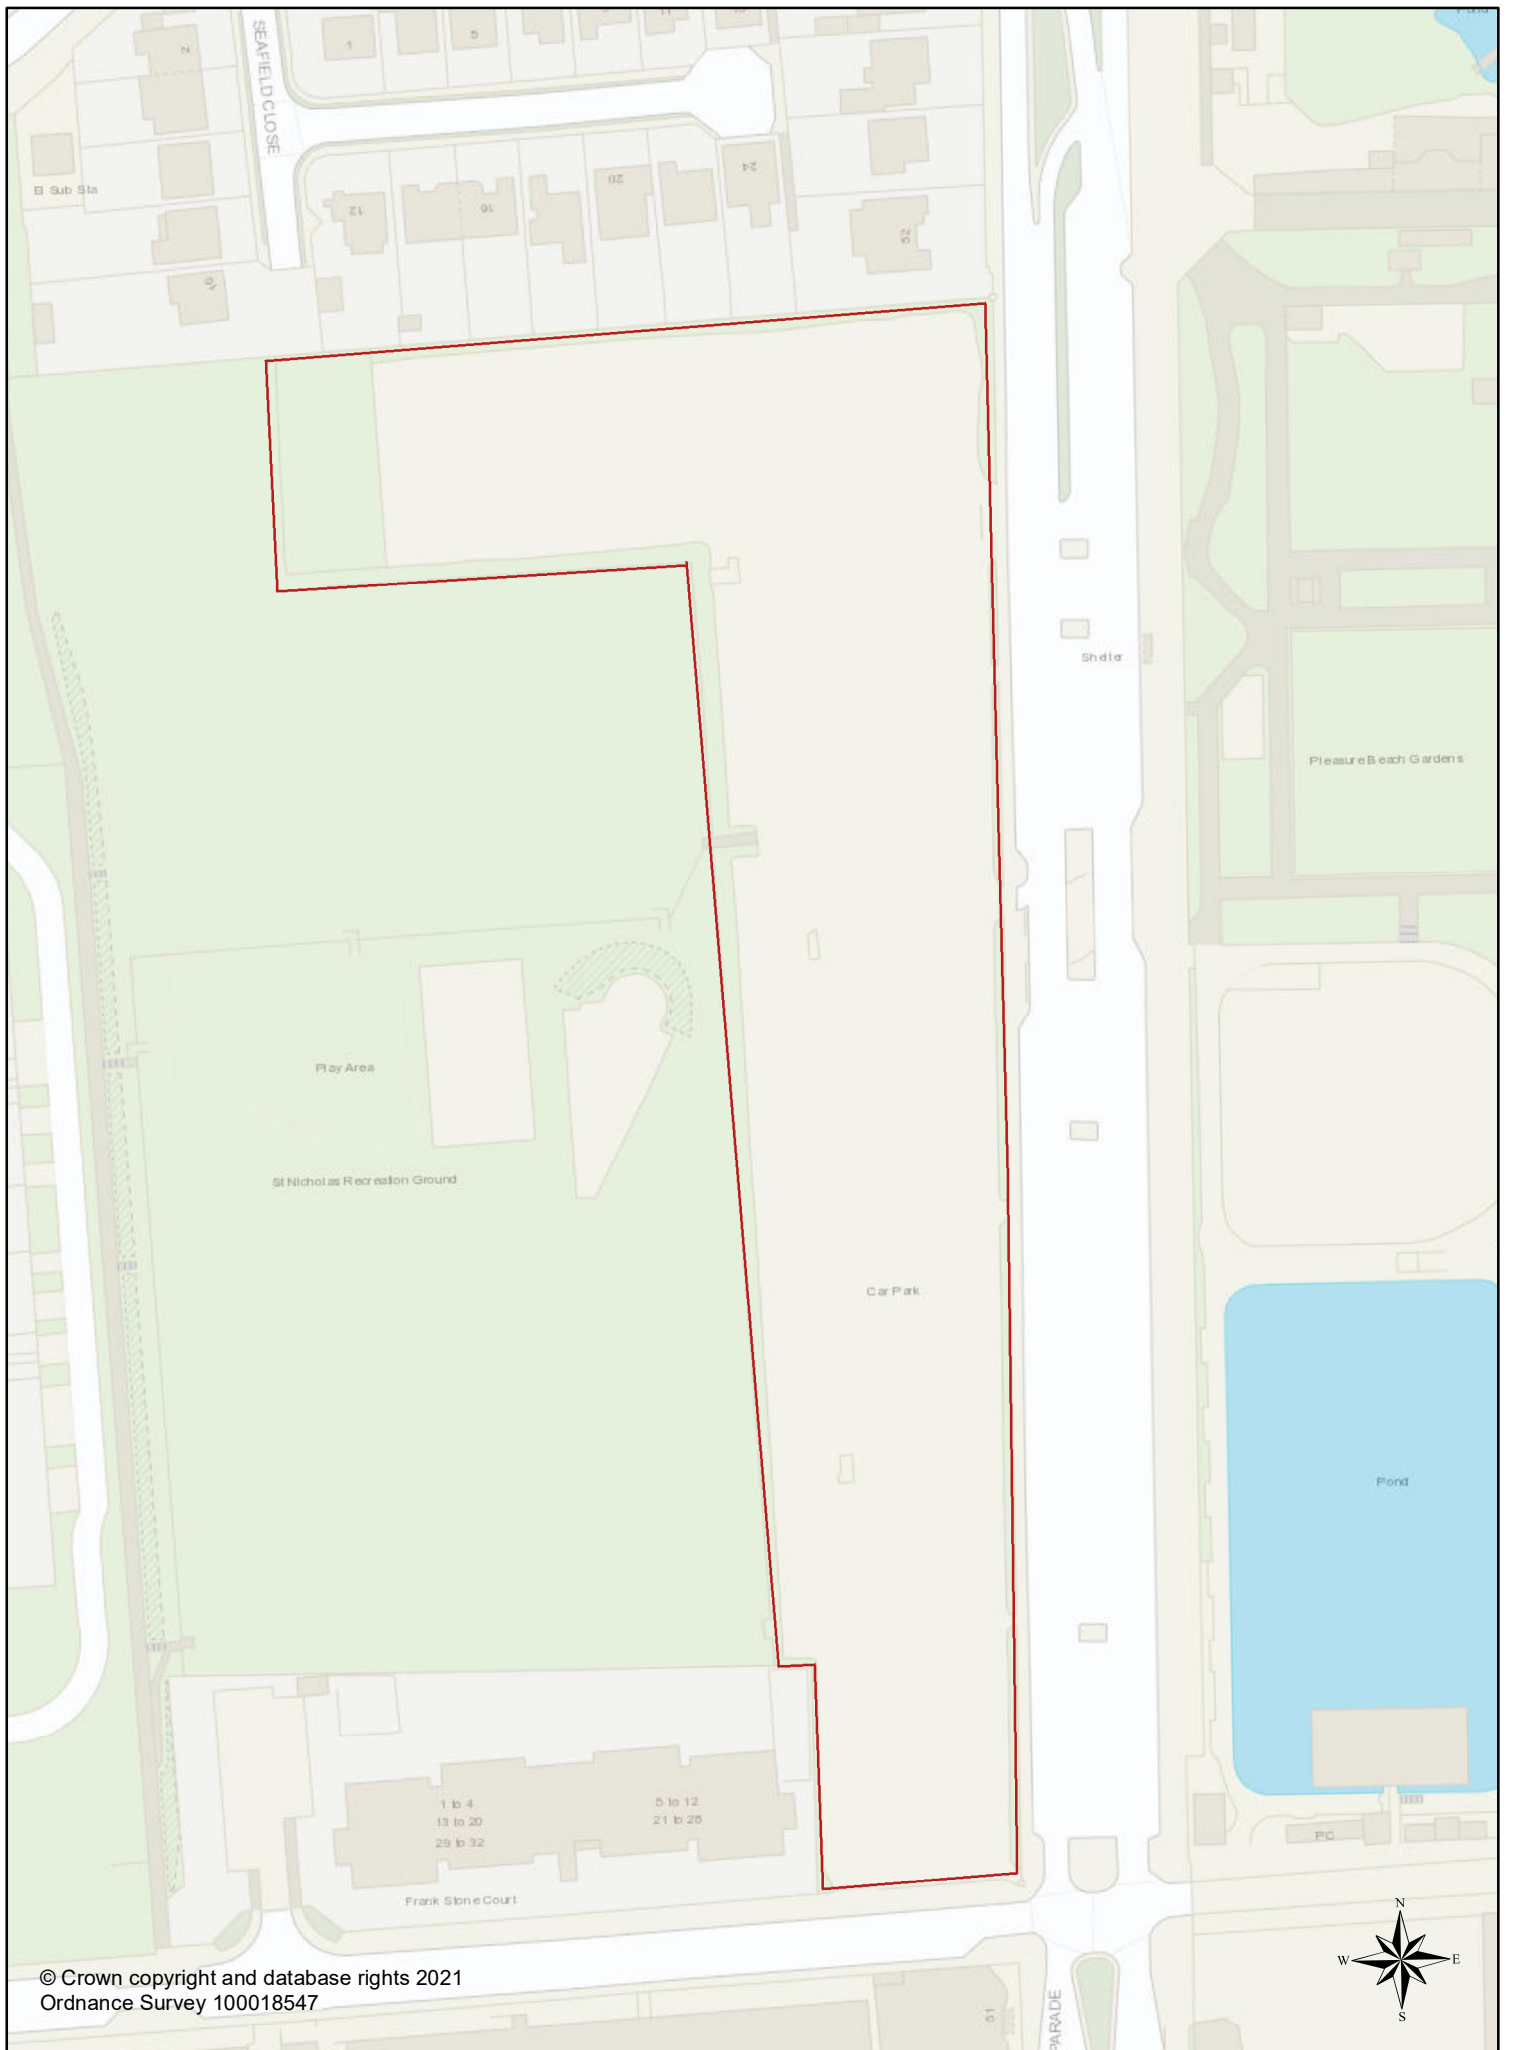 Pond
SEAFIELD CLOSE
2
1
5
El Sub Sta
12
16
20
24
52
10
Shelter
Pleasure Beach Gardens
Play Area
St Nicholas Recreation Ground
Car Park
Pond
1 to 4
13 to 20
29 to 32
5 to 12
21 to 28
PC
Frank Stone Court
N
W
E
S
© Crown copyright and database rights 2021
Ordnance Survey 100018547
PARADE
51